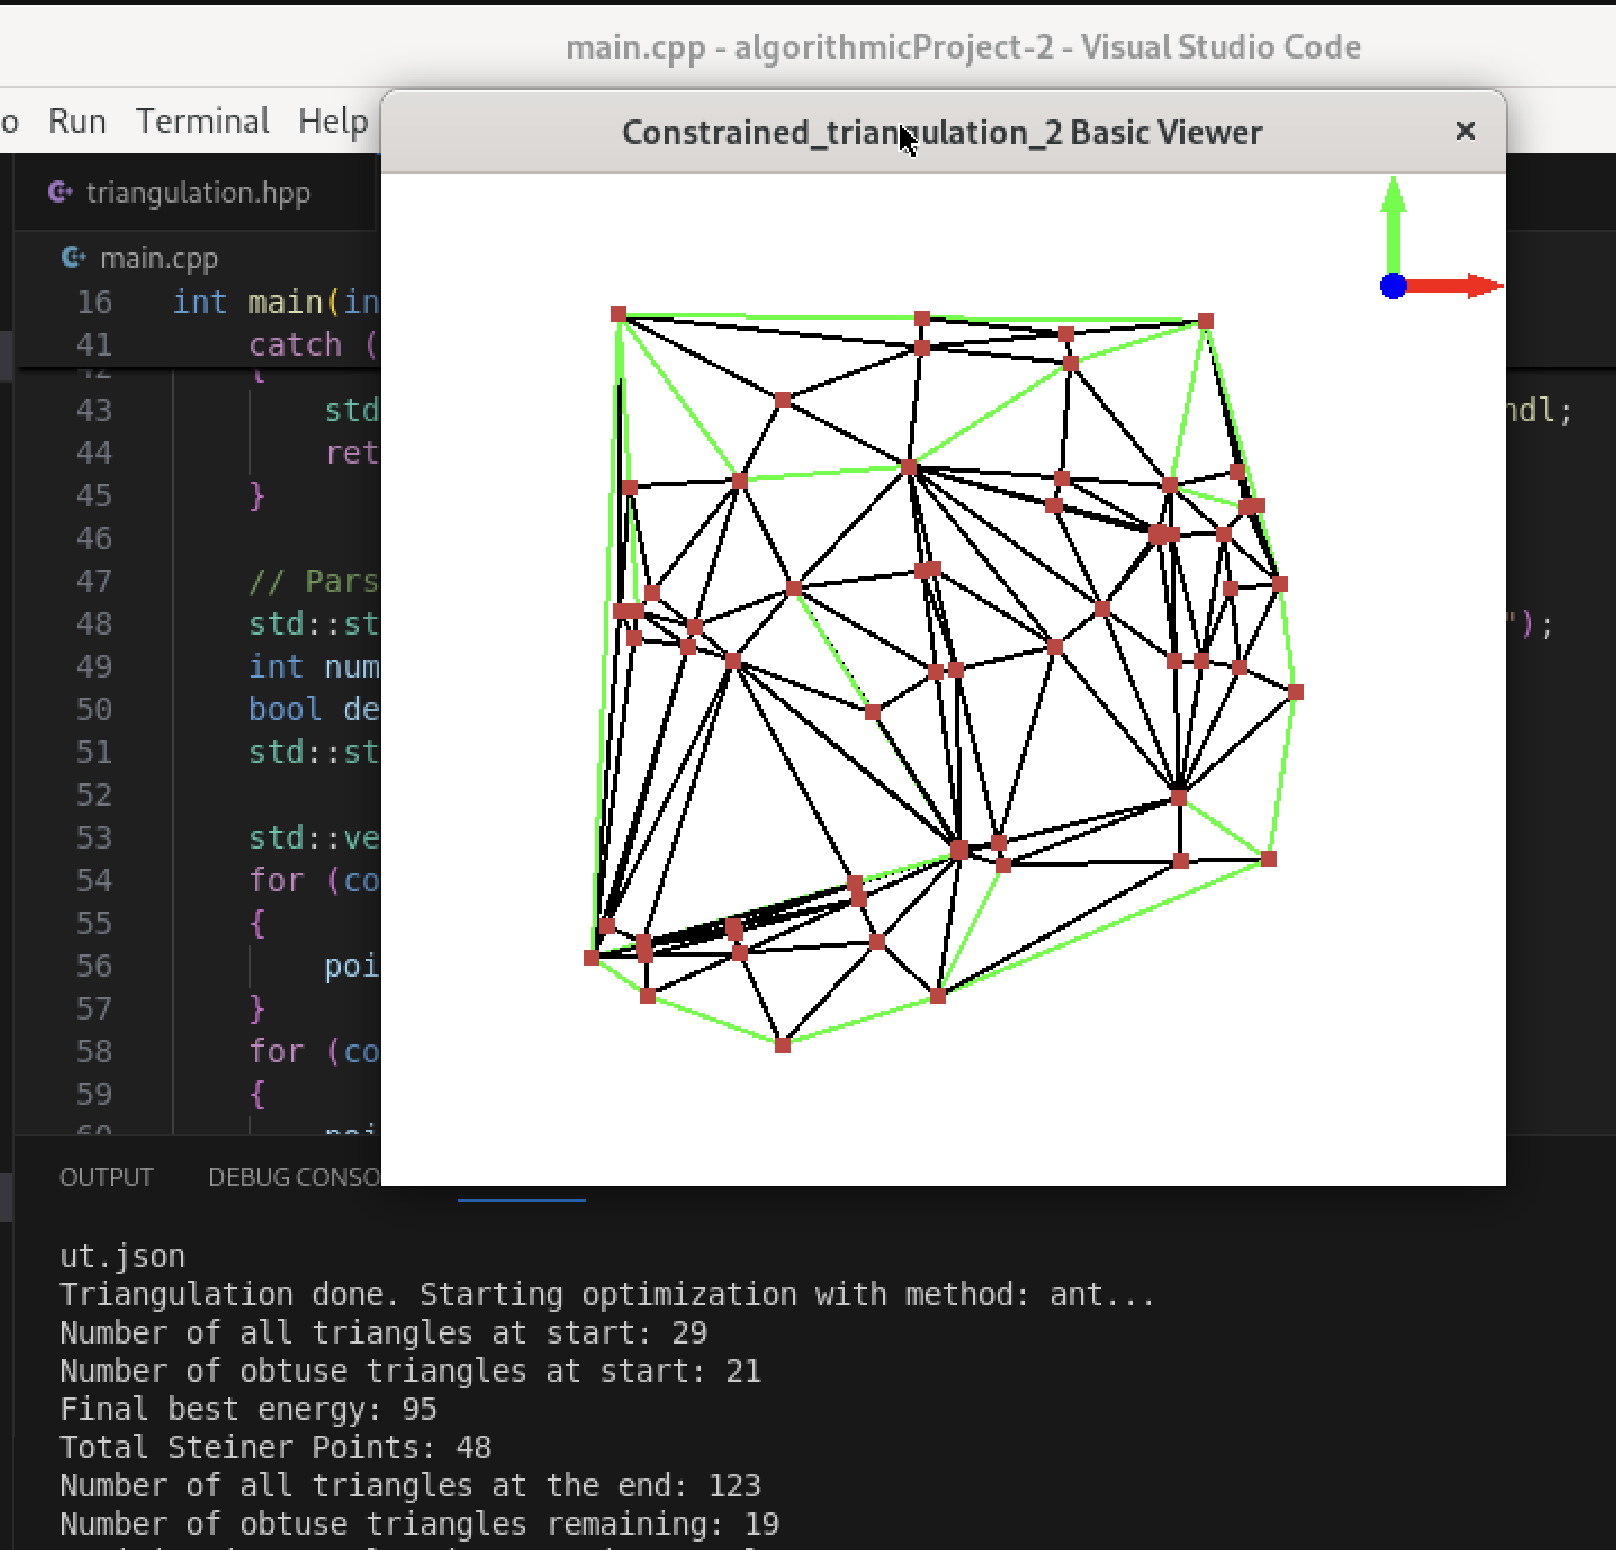 main.cpp - algorithmicProject-2 - Visual Studio Code
o Run Terminal Help
Constrained_triangulation_2 Basic Viewer ×
triangulation.hpp
main.cpp
16 int main(in
41 catch (
42 {
43 std ndl;
44 ret
45 }
46
47 // Pars
48 std::st ");
49 int num
50 bool de
51 std::st
52
53 std::ve
54 for (co
55 {
56 poi
57 }
58 for (co
59 {
60 poi
OUTPUT DEBUG CONSO
ut.json
Triangulation done. Starting optimization with method: ant...
Number of all triangles at start: 29
Number of obtuse triangles at start: 21
Final best energy: 95
Total Steiner Points: 48
Number of all triangles at the end: 123
Number of obtuse triangles remaining: 19